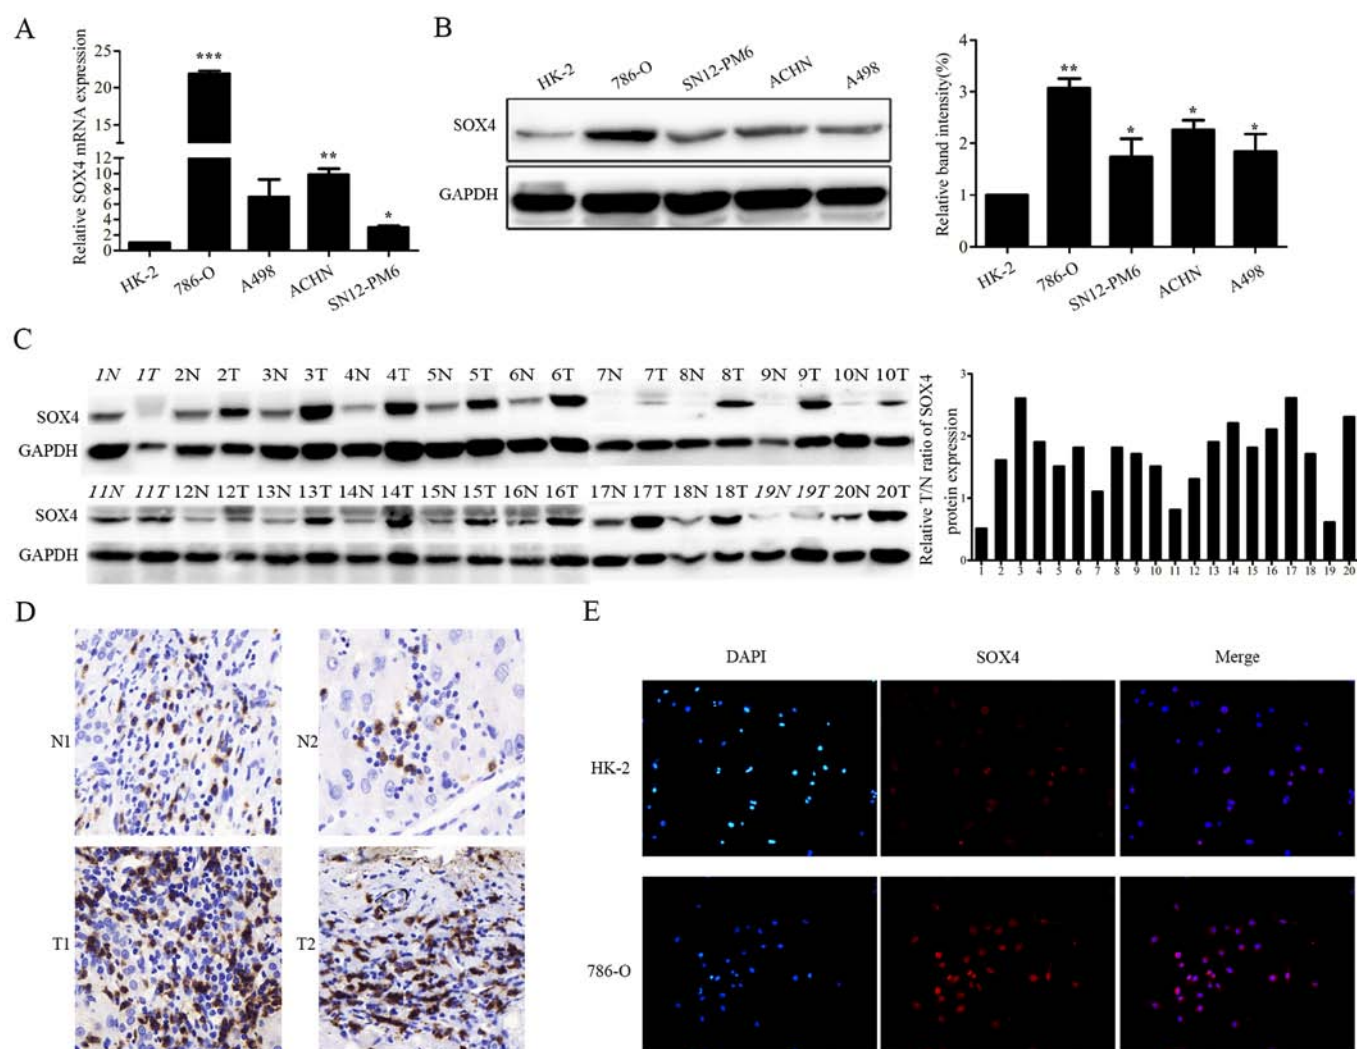 A
Relative SOX4 mRNA expression
25
20
15
12
10
8
6
4
2
0
***
**
*
HK-2
786-O
A498
ACHN
SN12-PM6
B
HK-2
786-O
SN12-PM6
ACHN
A498
SOX4
GAPDH
Relative band intensity(%)
4
3
2
1
0
**
*
*
*
HK-2
786-O
SN12-PM6
ACHN
A498
C
1N 1T 2N 2T 3N 3T 4N 4T 5N 5T 6N 6T 7N 7T 8N 8T 9N 9T 10N 10T
SOX4
GAPDH
11N 11T 12N 12T 13N 13T 14N 14T 15N 15T 16N 16T 17N 17T 18N 18T 19N 19T 20N 20T
SOX4
GAPDH
Relative T/N ratio of SOX4
protein expression
3
2
1
0
1 2 3 4 5 6 7 8 9 10 11 12 13 14 15 16 17 18 19 20
D
N1
N2
T1
T2
E
DAPI SOX4 Merge
HK-2
786-O